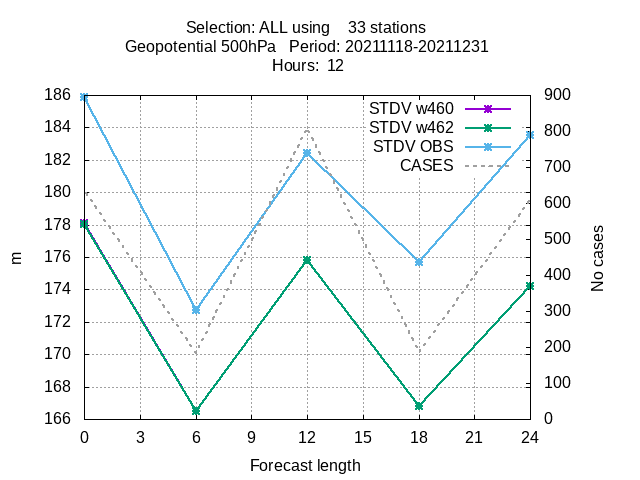 Selection: ALL using    33 stations
Geopotential 500hPa   Period: 20211118-20211231
Hours:  12
STDV w460
STDV w462
STDV OBS
CASES
186
184
182
180
178
176
174
172
170
168
166
m
900
800
700
600
500
400
300
200
100
0
No cases
0 3 6 9 12 15 18 21 24
Forecast length